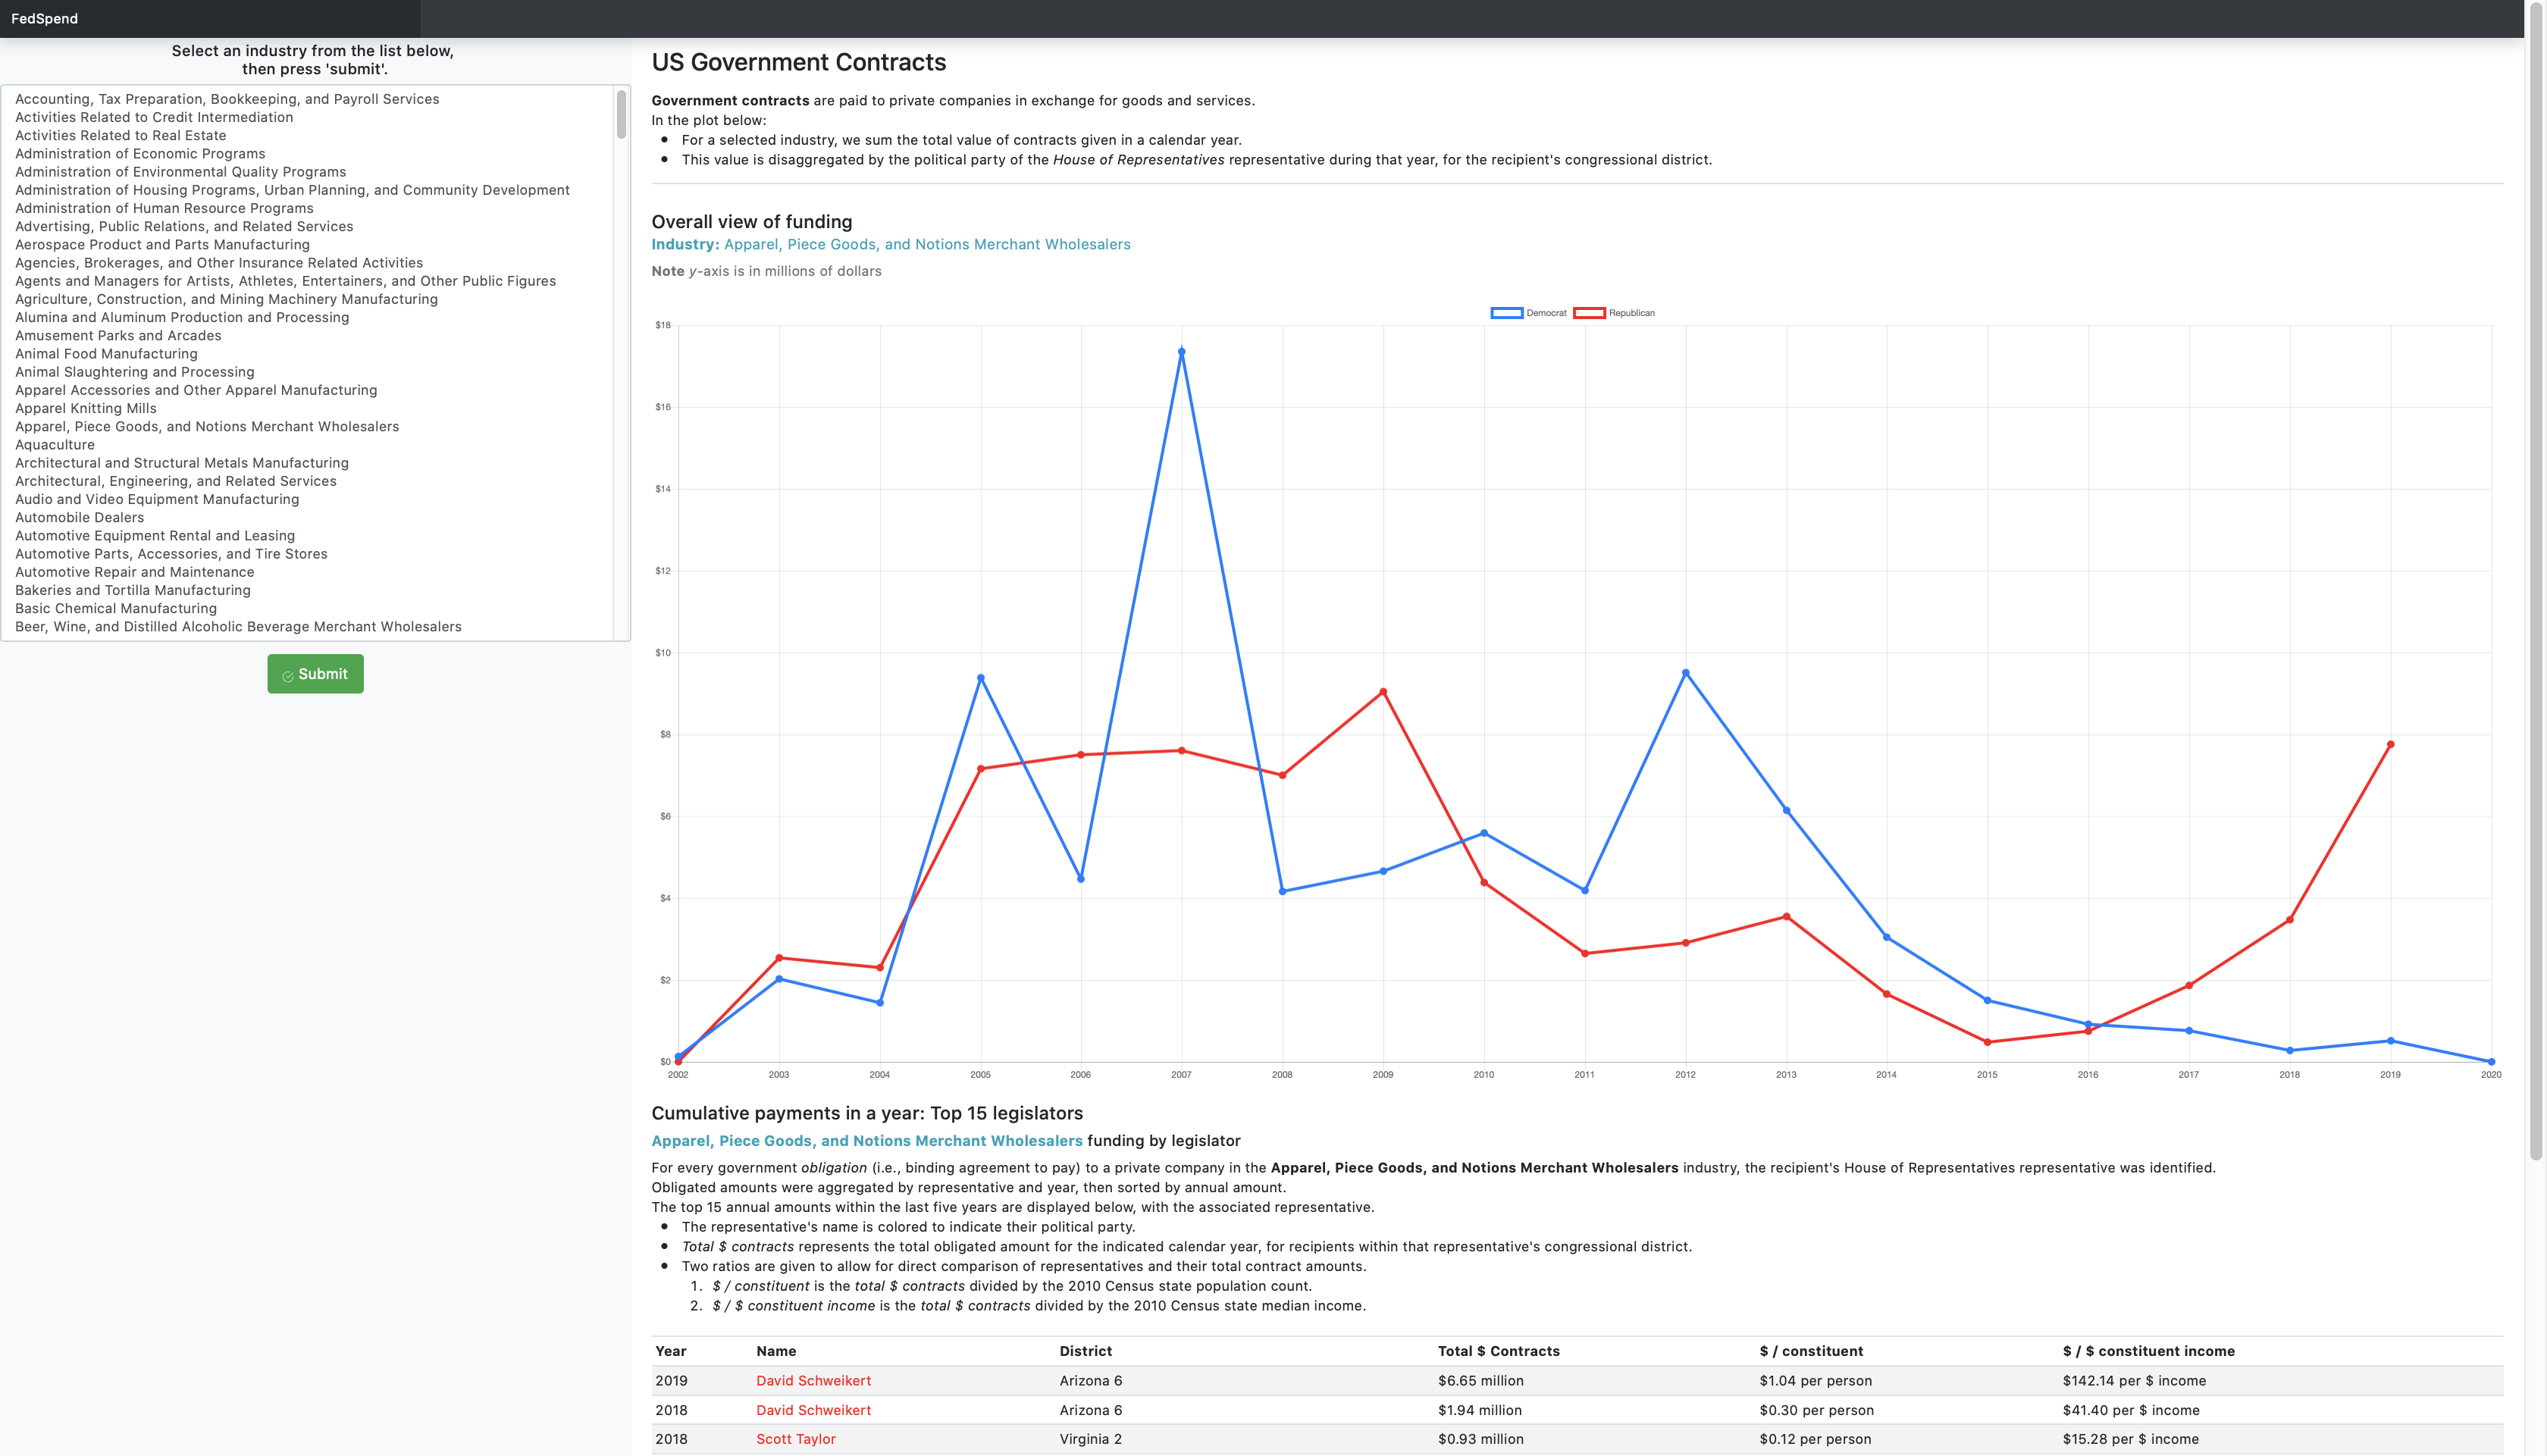 FedSpend
Select an industry from the list below,
then press 'submit'.
Accounting, Tax Preparation, Bookkeeping, and Payroll Services
Activities Related to Credit Intermediation
Activities Related to Real Estate
Administration of Economic Programs
Administration of Environmental Quality Programs
Administration of Housing Programs, Urban Planning, and Community Development
Administration of Human Resource Programs
Advertising, Public Relations, and Related Services
Aerospace Product and Parts Manufacturing
Agencies, Brokerages, and Other Insurance Related Activities
Agents and Managers for Artists, Athletes, Entertainers, and Other Public Figures
Agriculture, Construction, and Mining Machinery Manufacturing
Alumina and Aluminum Production and Processing
Amusement Parks and Arcades
Animal Food Manufacturing
Animal Slaughtering and Processing
Apparel Accessories and Other Apparel Manufacturing
Apparel Knitting Mills
Apparel, Piece Goods, and Notions Merchant Wholesalers
Aquaculture
Architectural and Structural Metals Manufacturing
Architectural, Engineering, and Related Services
Audio and Video Equipment Manufacturing
Automobile Dealers
Automotive Equipment Rental and Leasing
Automotive Parts, Accessories, and Tire Stores
Automotive Repair and Maintenance
Bakeries and Tortilla Manufacturing
Basic Chemical Manufacturing
Beer, Wine, and Distilled Alcoholic Beverage Merchant Wholesalers
Submit
US Government Contracts
Government contracts are paid to private companies in exchange for goods and services.
In the plot below:
• For a selected industry, we sum the total value of contracts given in a calendar year.
• This value is disaggregated by the political party of the House of Representatives representative during that year, for the recipient's congressional district.
Overall view of funding
Industry: Apparel, Piece Goods, and Notions Merchant Wholesalers
Note y-axis is in millions of dollars
Democrat Republican
$18
$16
$14
$12
$10
$8
$6
$4
$2
$0
2002 2003 2004 2005 2006 2007 2008 2009 2010 2011 2012 2013 2014 2015 2016 2017 2018 2019 2020
Cumulative payments in a year: Top 15 legislators
Apparel, Piece Goods, and Notions Merchant Wholesalers funding by legislator
For every government obligation (i.e., binding agreement to pay) to a private company in the Apparel, Piece Goods, and Notions Merchant Wholesalers industry, the recipient's House of Representatives representative was identified.
Obligated amounts were aggregated by representative and year, then sorted by annual amount.
The top 15 annual amounts within the last five years are displayed below, with the associated representative.
• The representative's name is colored to indicate their political party.
• Total $ contracts represents the total obligated amount for the indicated calendar year, for recipients within that representative's congressional district.
• Two ratios are given to allow for direct comparison of representatives and their total contract amounts.
1. $ / constituent is the total $ contracts divided by the 2010 Census state population count.
2. $ / $ constituent income is the total $ contracts divided by the 2010 Census state median income.
Year Name District Total $ Contracts $ / constituent $ / $ constituent income
2019 David Schweikert Arizona 6 $6.65 million $1.04 per person $142.14 per $ income
2018 David Schweikert Arizona 6 $1.94 million $0.30 per person $41.40 per $ income
2018 Scott Taylor Virginia 2 $0.93 million $0.12 per person $15.28 per $ income